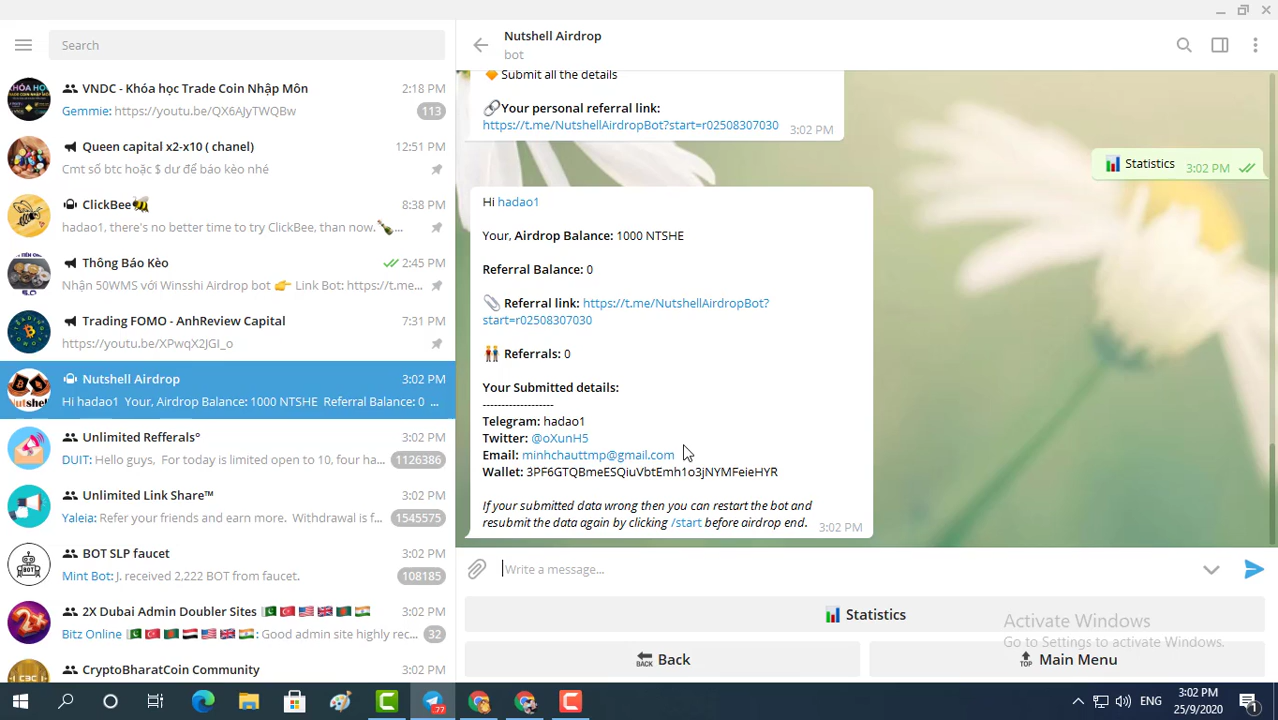 Search
VNDC - Khóa học Trade Coin Nhập Môn 2:18 PM
Gemmie: https://youtu.be/QX6AJyTWQBw 113
Queen capital x2-x10 ( chanel) 12:51 PM
Cmt số btc hoặc $ dư để báo kèo nhé
ClickBee 8:38 PM
hadao1, there's no better time to try ClickBee, than now. ...
Thông Báo Kèo 2:45 PM
Nhận 50WMS với Winsshi Airdrop bot Link Bot: https://t.me...
Trading FOMO - AnhReview Capital 7:31 PM
https://youtu.be/XPwqX2JGI_o
Nutshell Airdrop 3:02 PM
Hi hadao1 Your, Airdrop Balance: 1000 NTSHE Referral Balance: 0 ...
Unlimited Refferals° 3:02 PM
DUIT: Hello guys, For today is limited open to 10, four ha... 1126386
Unlimited Link Share™ 3:02 PM
Yaleia: Refer your friends and earn more. Withdrawal is f... 1545575
BOT SLP faucet 3:02 PM
Mint Bot: J. received 2,222 BOT from faucet. 108185
2X Dubai Admin Doubler Sites 3:02 PM
Bitz Online : Good admin site highly rec... 32
CryptoBharatCoin Community 3:02 PM
Nutshell Airdrop
bot
Submit all the details
Your personal referral link:
https://t.me/NutshellAirdropBot?start=r02508307030 3:02 PM
Statistics 3:02 PM
Hi hadao1
Your, Airdrop Balance: 1000 NTSHE
Referral Balance: 0
Referral link: https://t.me/NutshellAirdropBot?
start=r02508307030
Referrals: 0
Your Submitted details:
-------------------
Telegram: hadao1
Twitter: @oXunH5
Email: minhchauttmp@gmail.com
Wallet: 3PF6GTQBmeESQiuVbtEmh1o3jNYMFeieHYR
If your submitted data wrong then you can restart the bot and
resubmit the data again by clicking /start before airdrop end. 3:02 PM
Write a message...
Statistics
BACK Back
TOP Main Menu
Activate Windows
Go to Settings to activate Windows.
77
ENG
3:02 PM
25/9/2020
1